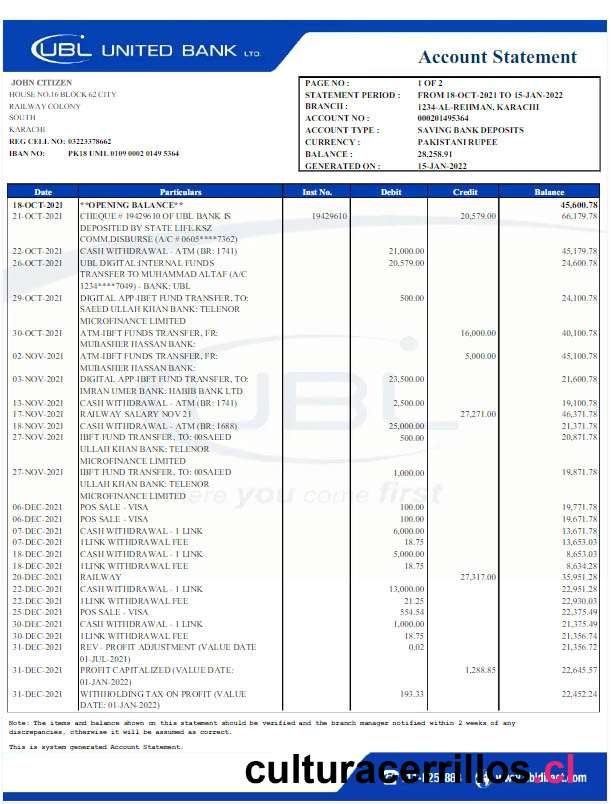 UBL UNITED BANK LTD.
Account Statement
JOHN CITIZEN
HOUSE NO.16 BLOCK 62 CITY
RAILWAY COLONY
SOUTH
KARACHI
REG CELL NO: 03223378662
IBAN NO: PK18 UNIL 0109 0002 0149 5364
PAGE NO : 1 OF 2
STATEMENT PERIOD : FROM 18-OCT-2021 TO 15-JAN-2022
BRANCH : 1234-AL-REHMAN, KARACHI
ACCOUNT NO : 000201495364
ACCOUNT TYPE : SAVING BANK DEPOSITS
CURRENCY : PAKISTANI RUPEE
BALANCE : 28,258.91
GENERATED ON : 15-JAN-2022
Date Particulars Inst No. Debit Credit Balance
18-OCT-2021 **OPENING BALANCE** 45,600.78
21-OCT-2021 CHEQUE # 19429610 OF UBL BANK IS 19429610 20,579.00 66,179.78
DEPOSITED BY STATE LIFE.KSZ
COMM.DISBURSE (A/C # 0605****7362)
22-OCT-2021 CASH WITHDRAWAL - ATM (BR: 1741) 21,000.00 45,179.78
26-OCT-2021 UBL DIGITAL INTERNAL FUNDS 20,579.00 24,600.78
TRANSFER TO MUHAMMAD ALTAF (A/C
1234****7049) - BANK: UBL
29-OCT-2021 DIGITAL APP-IBFT FUND TRANSFER, TO: 500.00 24,100.78
SAEED ULLAH KHAN BANK: TELENOR
MICROFINANCE LIMITED
30-OCT-2021 ATM-IBFT FUNDS TRANSFER, FR: 16,000.00 40,100.78
MUBASHER HASSAN BANK:
02-NOV-2021 ATM-IBFT FUNDS TRANSFER, FR: 5,000.00 45,100.78
MUBASHER HASSAN BANK:
03-NOV-2021 DIGITAL APP-IBFT FUND TRANSFER, TO: 23,500.00 21,600.78
IMRAN UMER BANK: HABIB BANK LTD
13-NOV-2021 CASH WITHDRAWAL - ATM (BR: 1741) 2,500.00 19,100.78
17-NOV-2021 RAILWAY SALARY NOV 21 27,271.00 46,371.78
18-NOV-2021 CASH WITHDRAWAL - ATM (BR: 1688) 25,000.00 21,371.78
27-NOV-2021 IBFT FUND TRANSFER, TO: 00SAEED 500.00 20,871.78
ULLAH KHAN BANK: TELENOR
MICROFINANCE LIMITED
27-NOV-2021 IBFT FUND TRANSFER, TO: 00SAEED 1,000.00 19,871.78
ULLAH KHAN BANK: TELENOR
MICROFINANCE LIMITED
06-DEC-2021 POS SALE - VISA 100.00 19,771.78
06-DEC-2021 POS SALE - VISA 100.00 19,671.78
07-DEC-2021 CASH WITHDRAWAL - 1 LINK 6,000.00 13,671.78
07-DEC-2021 1LINK WITHDRAWAL FEE 18.75 13,653.03
18-DEC-2021 CASH WITHDRAWAL - 1 LINK 5,000.00 8,653.03
18-DEC-2021 1LINK WITHDRAWAL FEE 18.75 8,634.28
20-DEC-2021 RAILWAY 27,317.00 35,951.28
22-DEC-2021 CASH WITHDRAWAL - 1 LINK 13,000.00 22,951.28
22-DEC-2021 1LINK WITHDRAWAL FEE 21.25 22,930.03
25-DEC-2021 POS SALE - VISA 554.54 22,375.49
30-DEC-2021 CASH WITHDRAWAL - 1 LINK 1,000.00 21,375.49
30-DEC-2021 1LINK WITHDRAWAL FEE 18.75 21,356.74
31-DEC-2021 REV - PROFIT ADJUSTMENT (VALUE DATE 0.02 21,356.72
01-JUL-2021)
31-DEC-2021 PROFIT CAPITALIZED (VALUE DATE: 1,288.85 22,645.57
01-JAN-2022)
31-DEC-2021 WITHHOLDING TAX ON PROFIT (VALUE 193.33 22,452.24
DATE: 01-JAN-2022)
UBL
where you come first
Note: The items and balance shown on this statement should be verified and the branch manager notified within 2 weeks of any
discrepancies, otherwise it will be assumed as correct.
This is system generated Account Statement.
culturacerrillos.cl